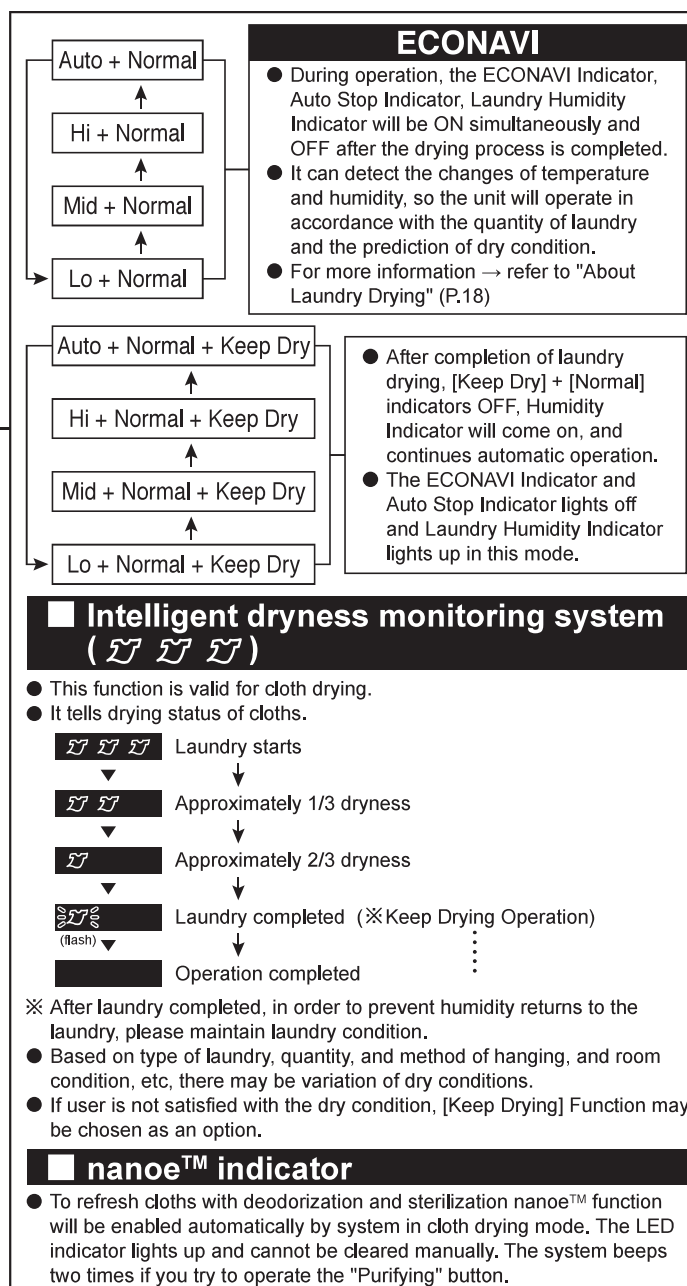 Auto + Normal
Hi + Normal
Mid + Normal
Lo + Normal
ECONAVI
● During operation, the ECONAVI Indicator,
Auto Stop Indicator, Laundry Humidity
Indicator will be ON simultaneously and
OFF after the drying process is completed.
● It can detect the changes of temperature
and humidity, so the unit will operate in
accordance with the quantity of laundry
and the prediction of dry condition.
● For more information → refer to "About
Laundry Drying" (P.18)
Auto + Normal + Keep Dry
Hi + Normal + Keep Dry
Mid + Normal + Keep Dry
Lo + Normal + Keep Dry
● After completion of laundry
drying, [Keep Dry] + [Normal]
indicators OFF, Humidity
Indicator will come on, and
continues automatic operation.
● The ECONAVI Indicator and
Auto Stop Indicator lights off
and Laundry Humidity Indicator
lights up in this mode.
■ Intelligent dryness monitoring system
( )
● This function is valid for cloth drying.
● It tells drying status of cloths.
Laundry starts
Approximately 1/3 dryness
Approximately 2/3 dryness
Laundry completed (※Keep Drying Operation)
(flash)
Operation completed
※ After laundry completed, in order to prevent humidity returns to the
laundry, please maintain laundry condition.
● Based on type of laundry, quantity, and method of hanging, and room
condition, etc, there may be variation of dry conditions.
● If user is not satisfied with the dry condition, [Keep Drying] Function may
be chosen as an option.
■ nanoe™ indicator
● To refresh cloths with deodorization and sterilization nanoe™ function
will be enabled automatically by system in cloth drying mode. The LED
indicator lights up and cannot be cleared manually. The system beeps
two times if you try to operate the "Purifying" button.